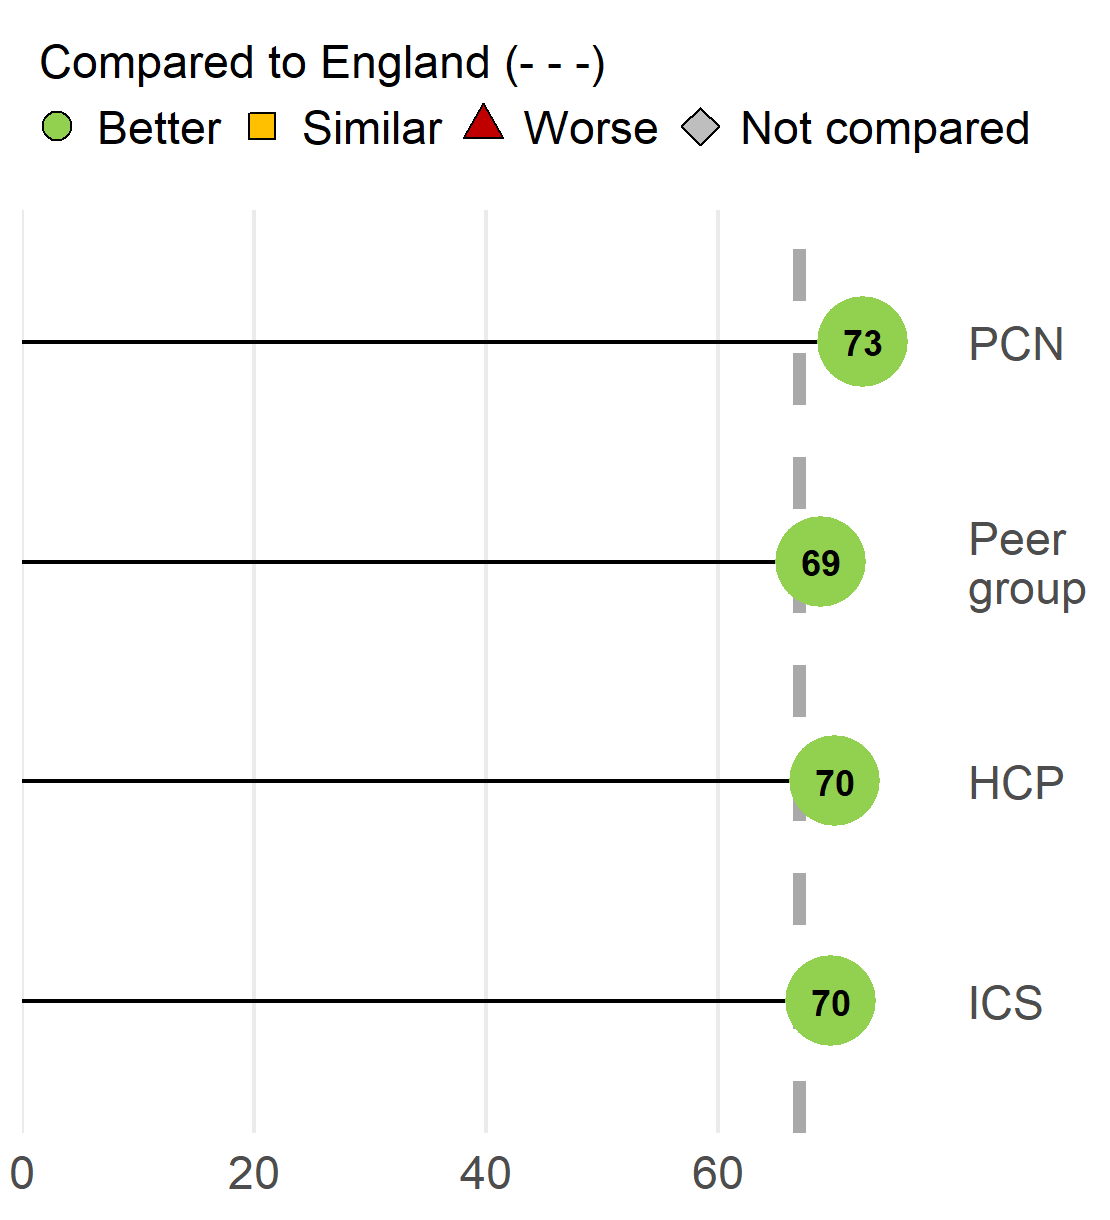 Compared to England (- - -)
Better Similar Worse Not compared
73 PCN
69 Peer
group
70 HCP
70 ICS
0 20 40 60